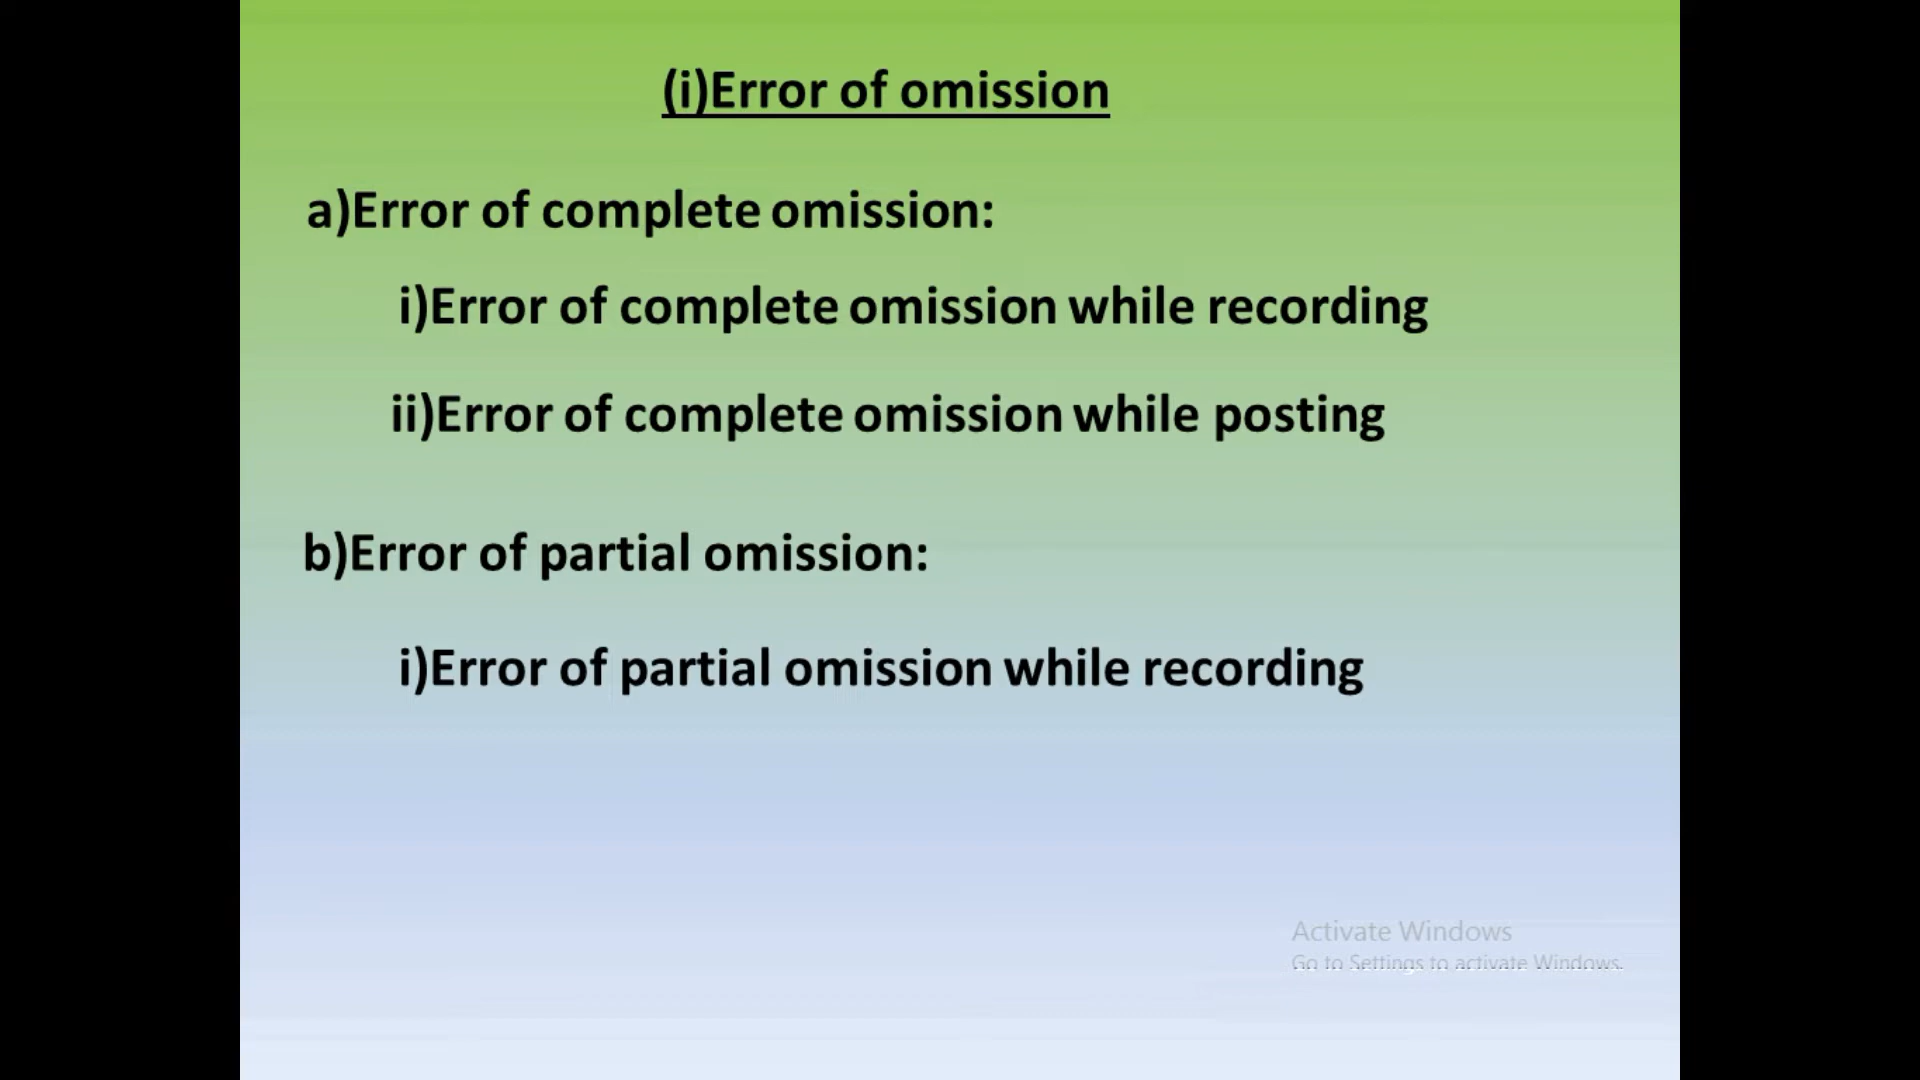 (i)Error of omission
a)Error of complete omission:
i)Error of complete omission while recording
ii)Error of complete omission while posting
b)Error of partial omission:
i)Error of partial omission while recording
Activate Windows
Go to Settings to activate Windows.